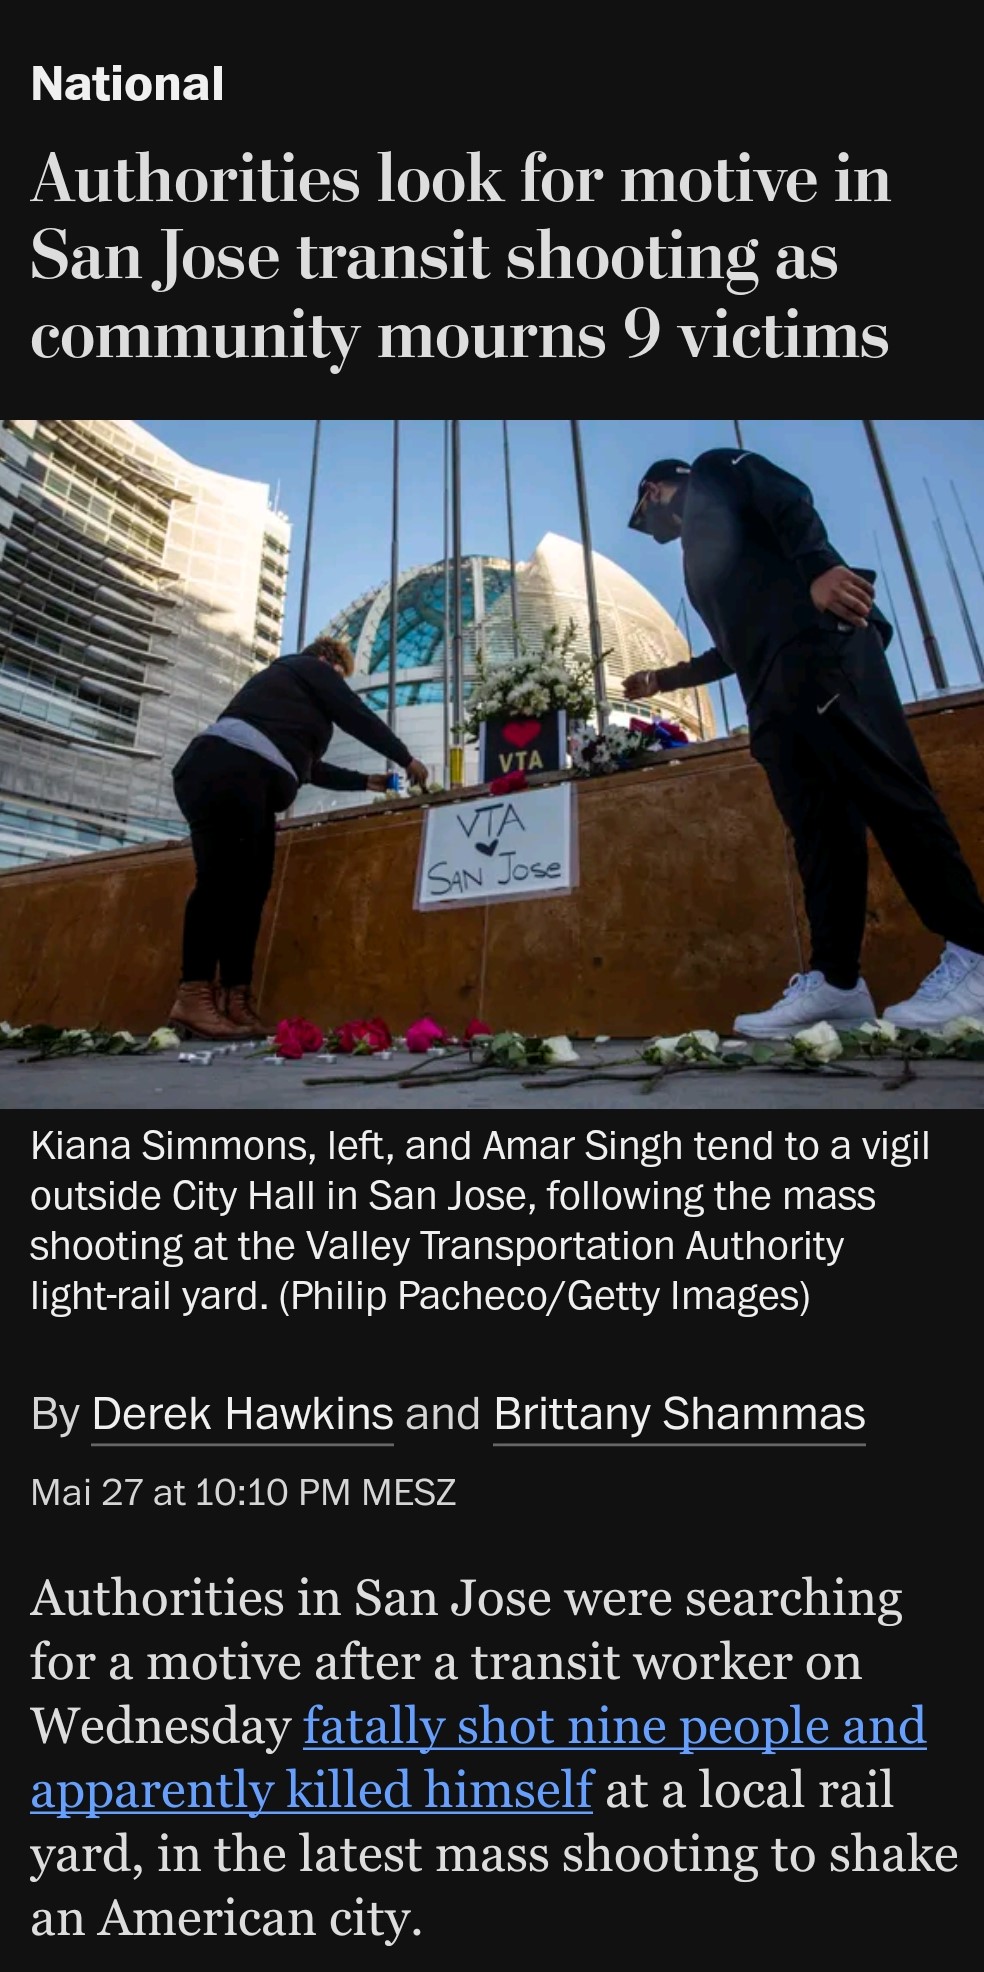 National
Authorities look for motive in
San Jose transit shooting as
community mourns 9 victims
VTA
VTA
SAN JOSE
Kiana Simmons, left, and Amar Singh tend to a vigil
outside City Hall in San Jose, following the mass
shooting at the Valley Transportation Authority
light-rail yard. (Philip Pacheco/Getty Images)
By Derek Hawkins and Brittany Shammas
Mai 27 at 10:10 PM MESZ
Authorities in San Jose were searching
for a motive after a transit worker on
Wednesday fatally shot nine people and
apparently killed himself at a local rail
yard, in the latest mass shooting to shake
an American city.